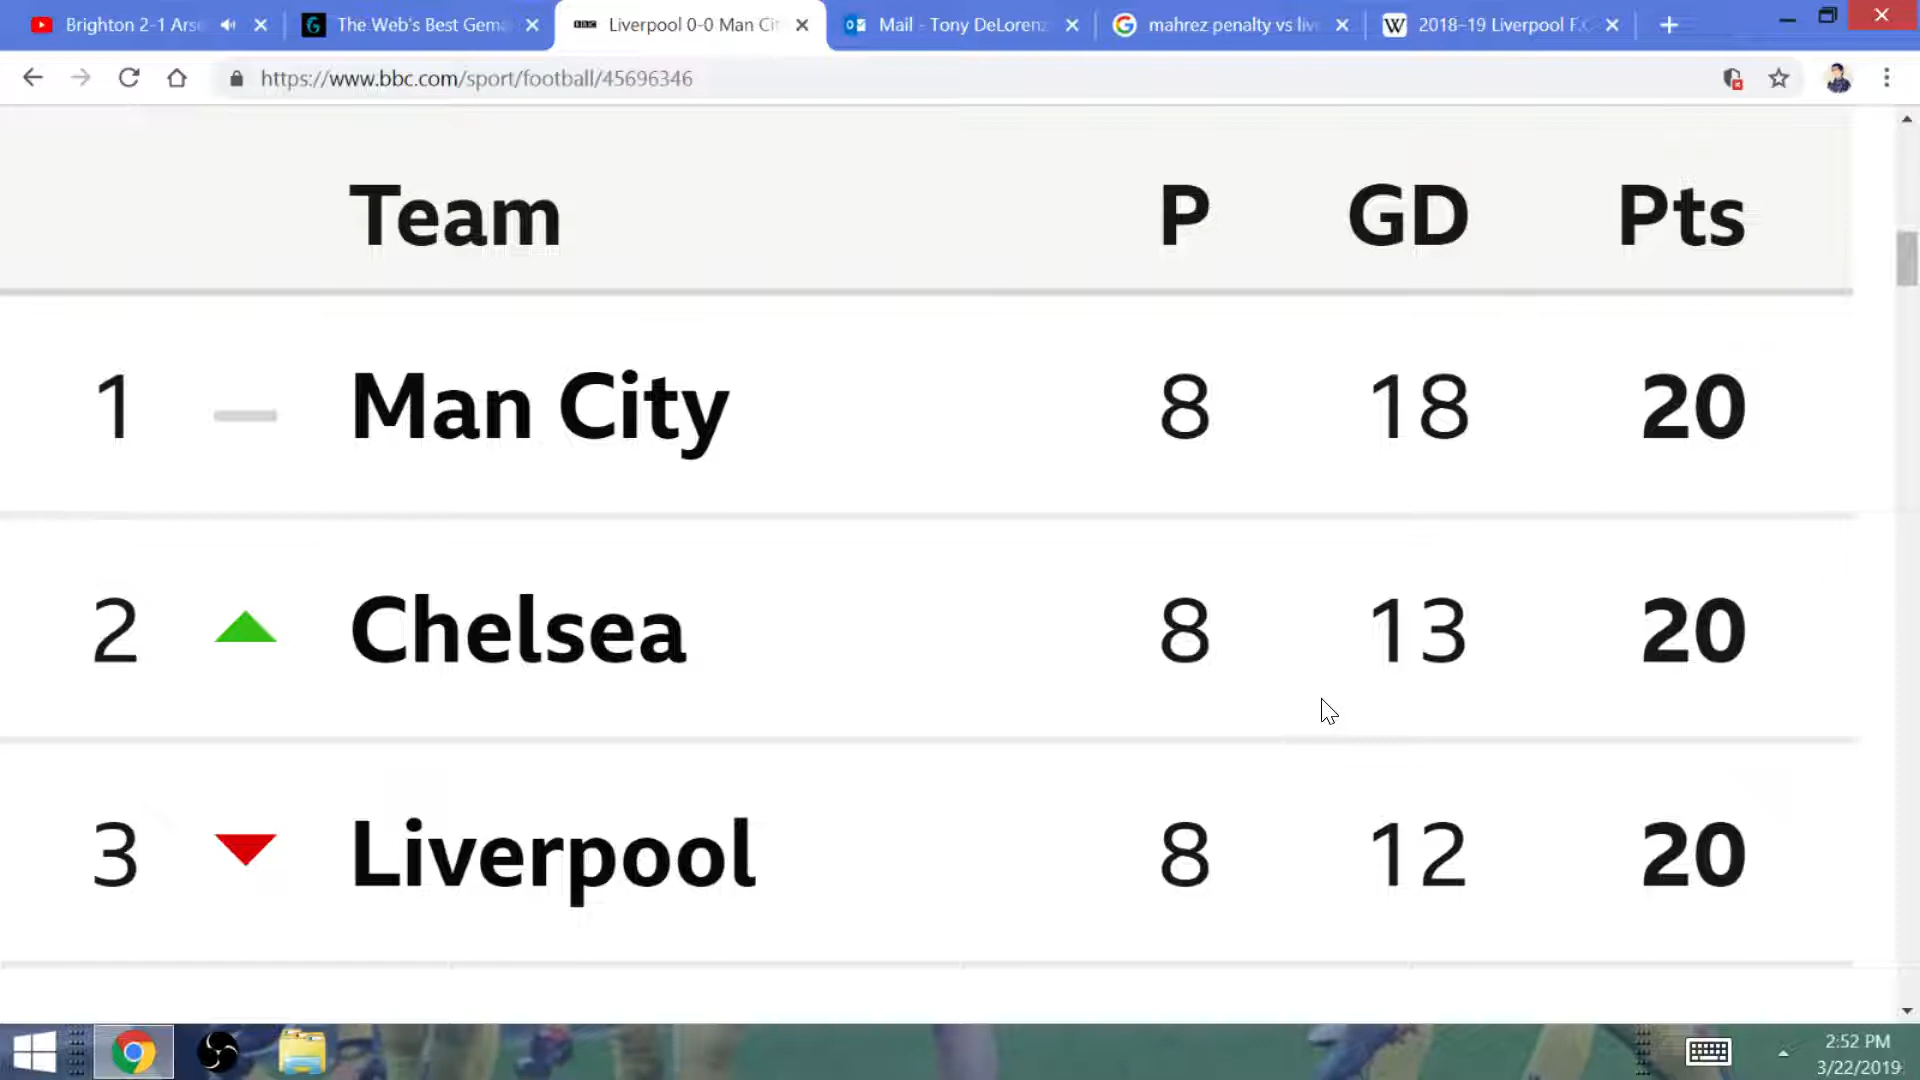 Brighton 2-1 Arse
The Web's Best Gema
BBC Liverpool 0-0 Man Cit
Mail - Tony DeLorenz
mahrez penalty vs live
W 2018–19 Liverpool F.C
https://www.bbc.com/sport/football/45696346
Team P GD Pts
1 Man City 8 18 20
2 Chelsea 8 13 20
3 Liverpool 8 12 20
2:52 PM
3/22/2019